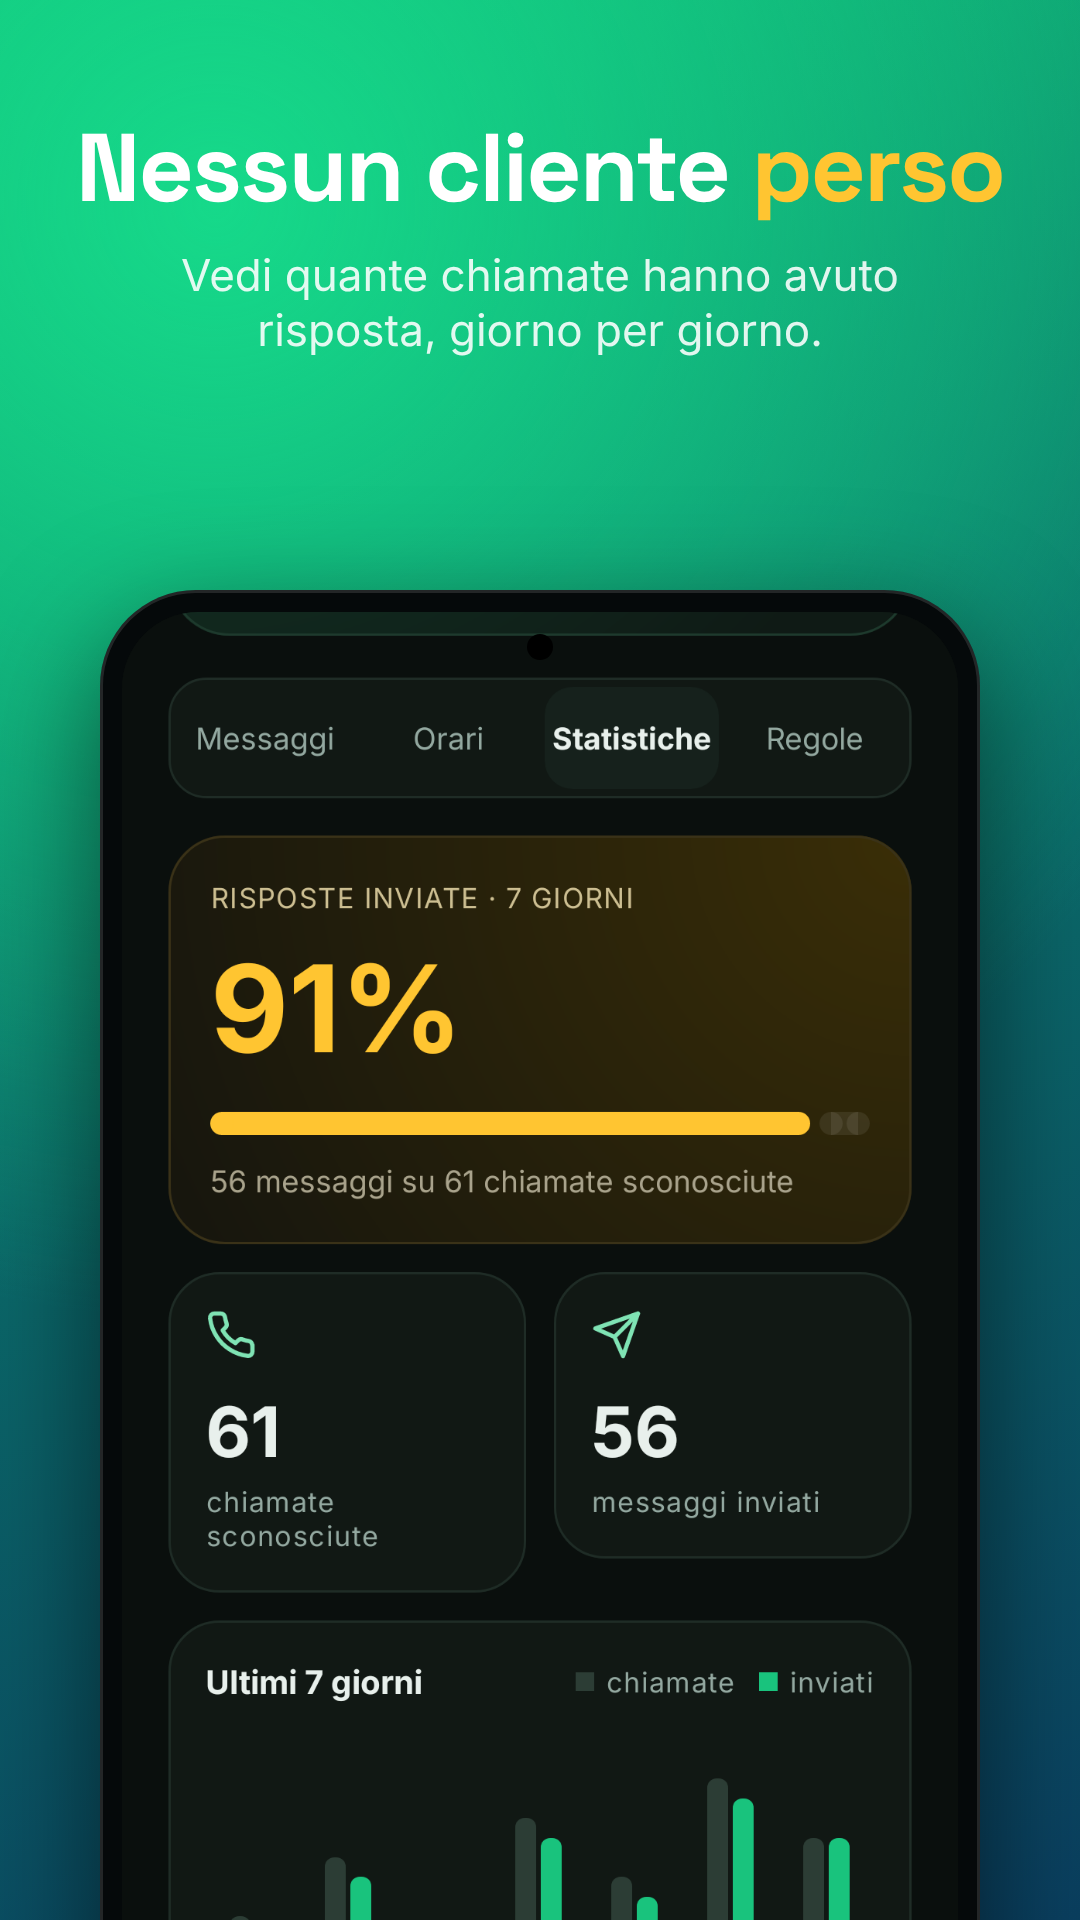 Nessun cliente perso
Vedi quante chiamate hanno avuto
risposta, giorno per giorno.
Messaggi Orari Statistiche Regole
RISPOSTE INVIATE · 7 GIORNI
91%
56 messaggi su 61 chiamate sconosciute
61
chiamate
sconosciute
56
messaggi inviati
Ultimi 7 giorni
chiamate inviati